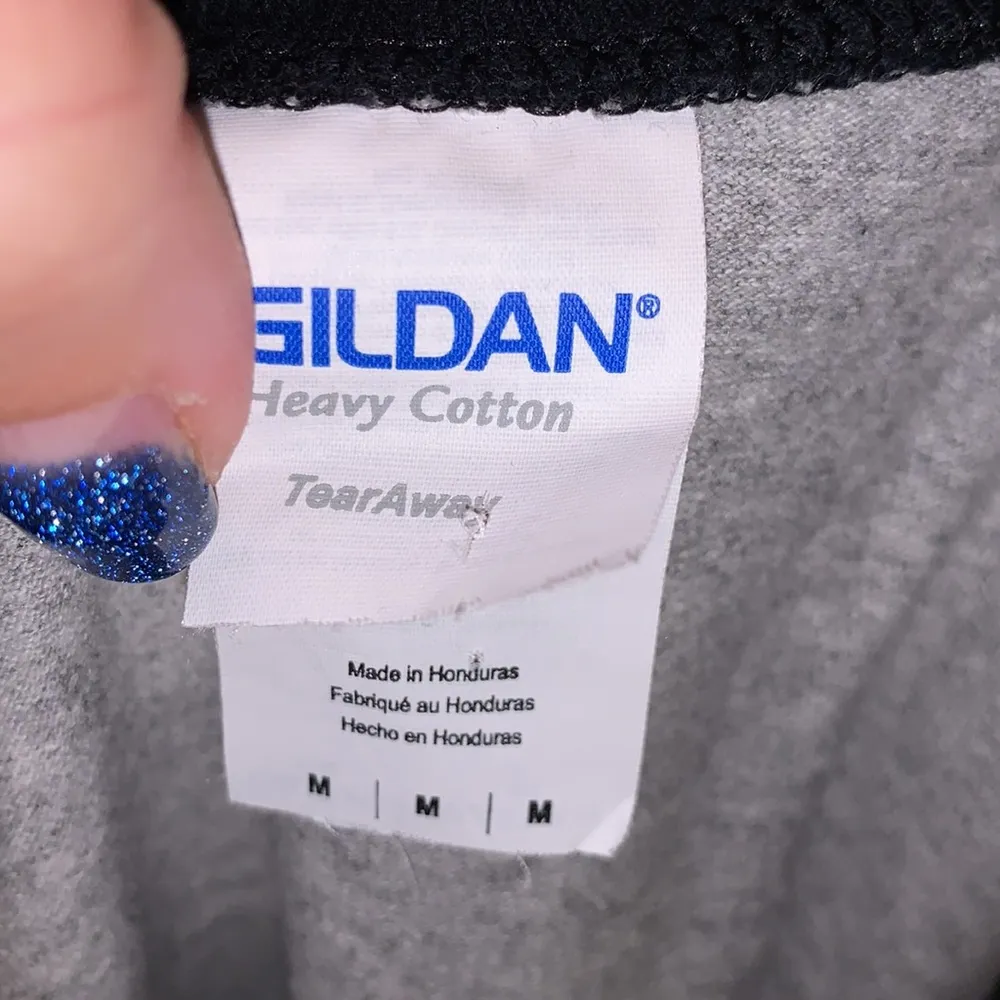 GILDAN®
Heavy Cotton
TearAway
Made in Honduras
Fabriqué au Honduras
Hecho en Honduras
M | M | M